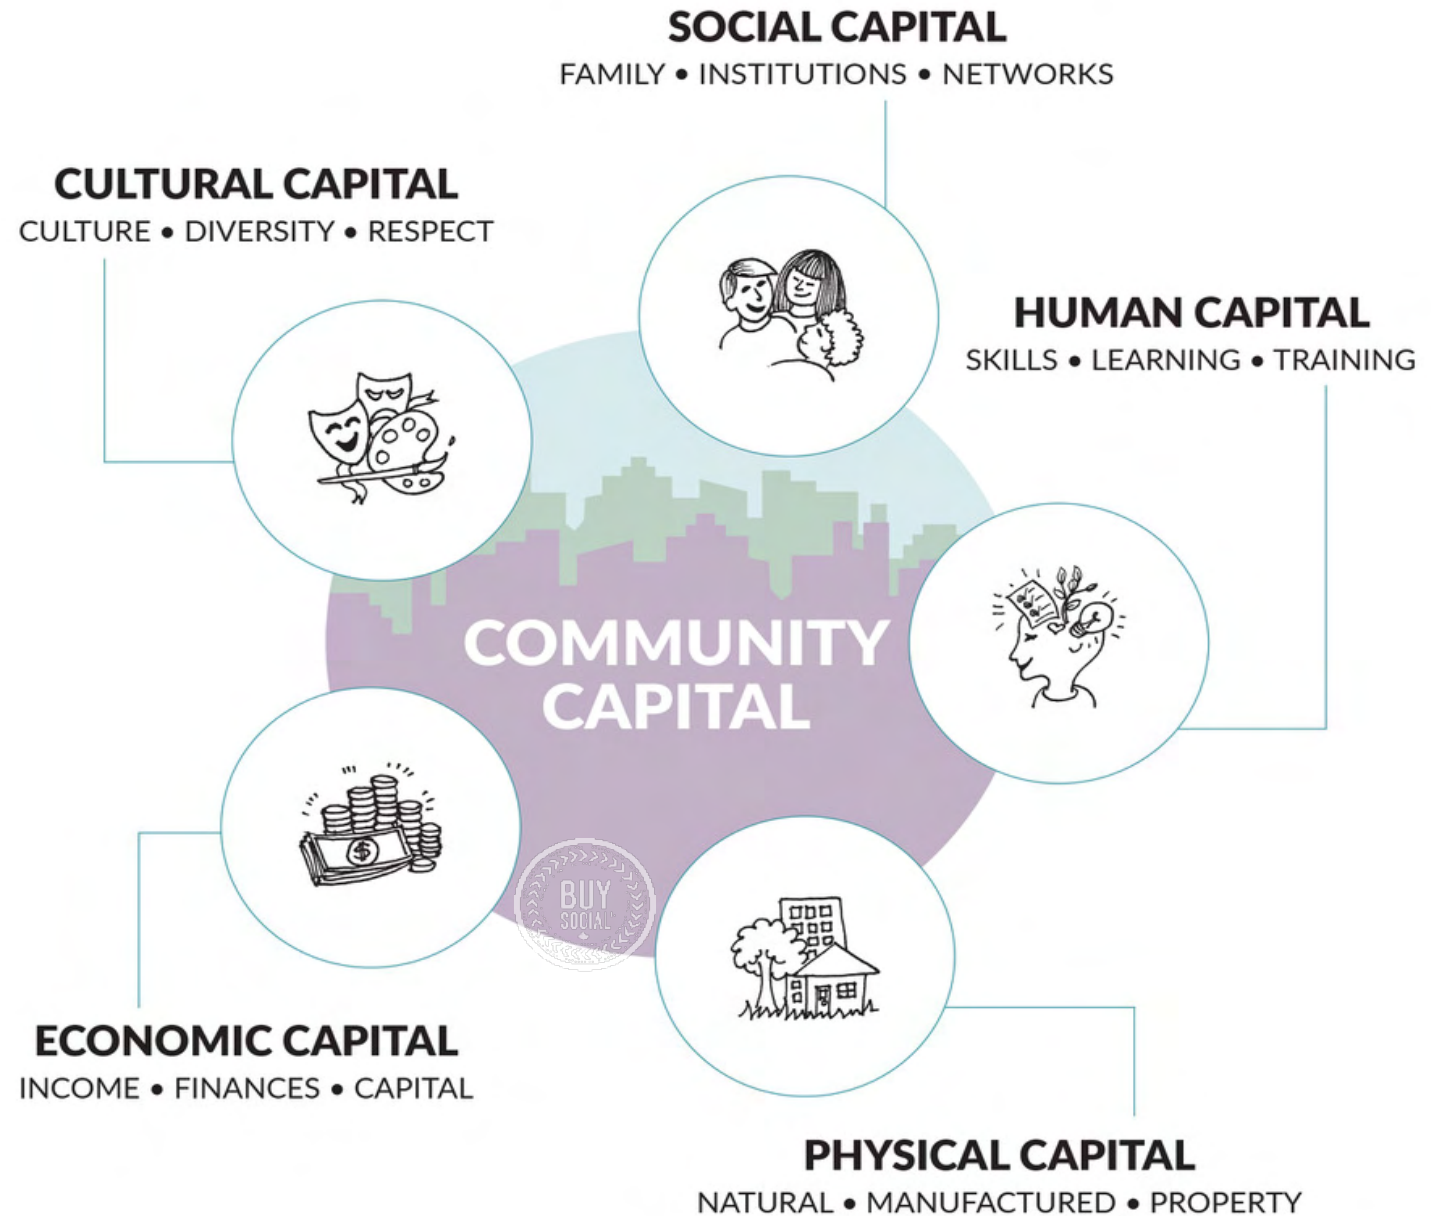 SOCIAL CAPITAL
FAMILY • INSTITUTIONS • NETWORKS
CULTURAL CAPITAL
CULTURE • DIVERSITY • RESPECT
HUMAN CAPITAL
SKILLS • LEARNING • TRAINING
COMMUNITY
CAPITAL
$
BUY
SOCIAL
ECONOMIC CAPITAL
INCOME • FINANCES • CAPITAL
PHYSICAL CAPITAL
NATURAL • MANUFACTURED • PROPERTY